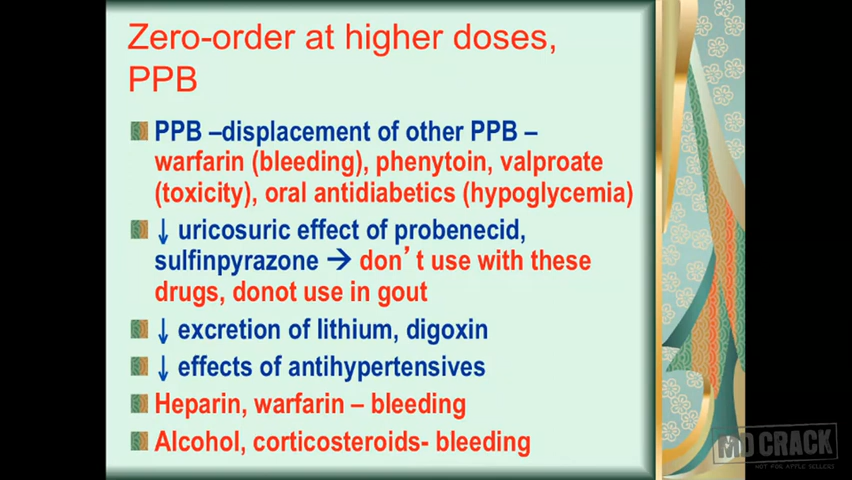 Zero-order at higher doses,
PPB
PPB –displacement of other PPB –
warfarin (bleeding), phenytoin, valproate
(toxicity), oral antidiabetics (hypoglycemia)
↓ uricosuric effect of probenecid,
sulfinpyrazone → don't use with these
drugs, donot use in gout
↓ excretion of lithium, digoxin
↓ effects of antihypertensives
Heparin, warfarin – bleeding
Alcohol, corticosteroids- bleeding
MD CRACK
NOT FOR APPLE SELLERS